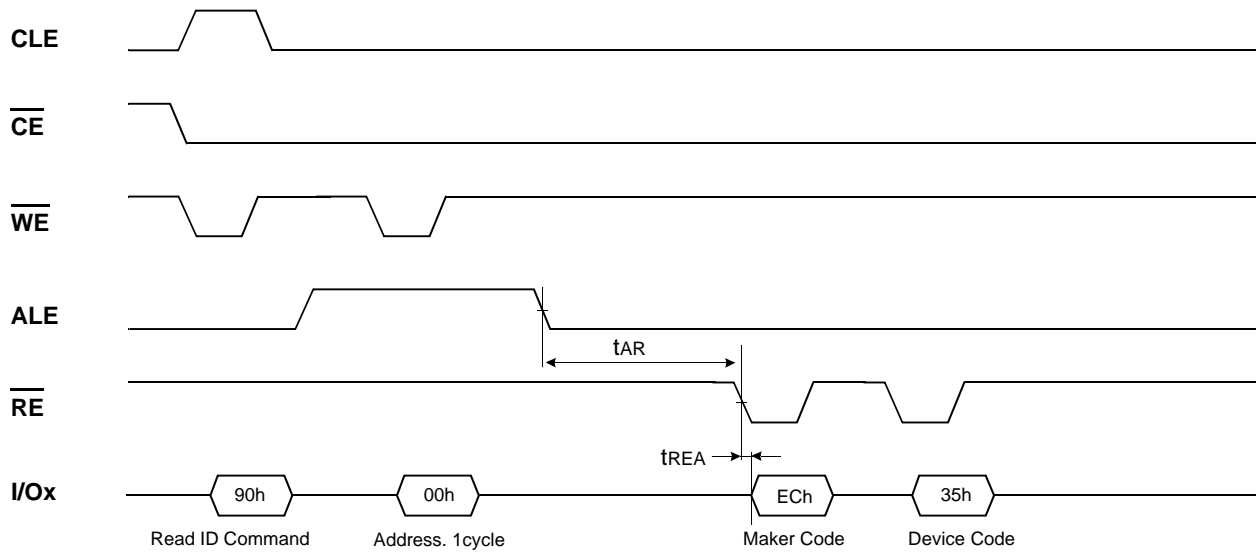 CLE
CE
WE
ALE
tAR
RE
tREA
I/Ox
90h
00h
ECh
35h
Read ID Command
Address. 1cycle
Maker Code
Device Code